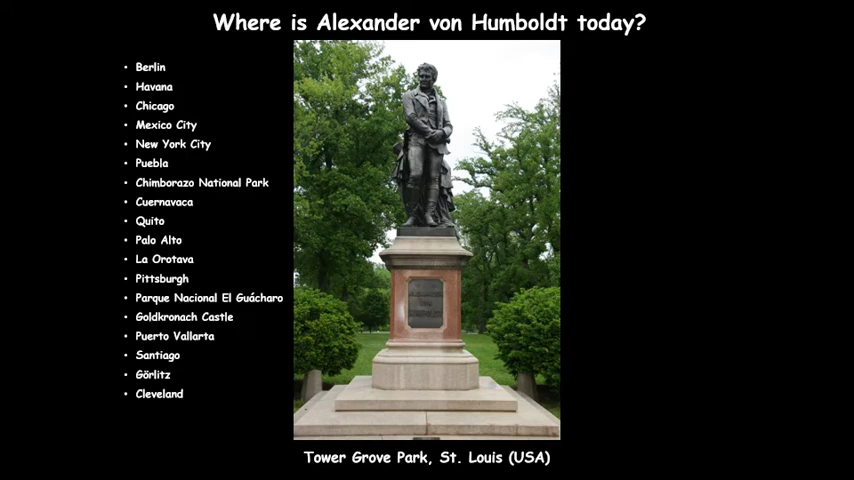 Where is Alexander von Humboldt today?
• Berlin
• Havana
• Chicago
• Mexico City
• New York City
• Puebla
• Chimborazo National Park
• Cuernavaca
• Quito
• Palo Alto
• La Orotava
• Pittsburgh
• Parque Nacional El Guácharo
• Goldkronach Castle
• Puerto Vallarta
• Santiago
• Görlitz
• Cleveland
Tower Grove Park, St. Louis (USA)